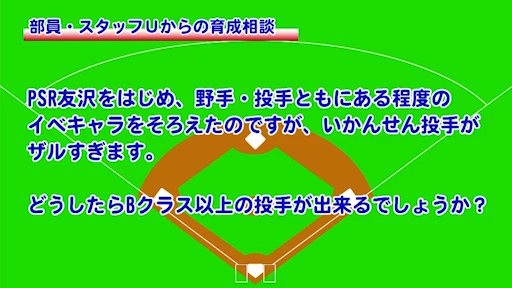 部員・スタッフUからの育成相談
PSR友沢をはじめ、野手・投手ともにある程度の
イベキャラをそろえたのですが、いかんせん投手が
ザルすぎます。
どうしたらBクラス以上の投手が出来るでしょうか？